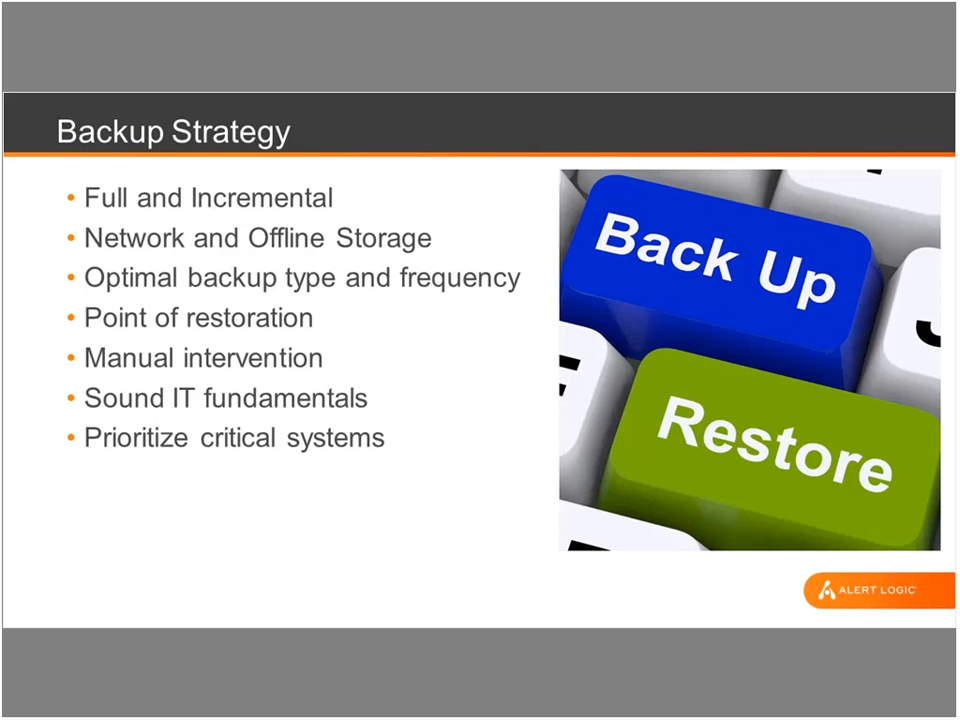 Backup Strategy
• Full and Incremental
• Network and Offline Storage
• Optimal backup type and frequency
• Point of restoration
• Manual intervention
• Sound IT fundamentals
• Prioritize critical systems
Back Up
Restore
ALERT LOGIC